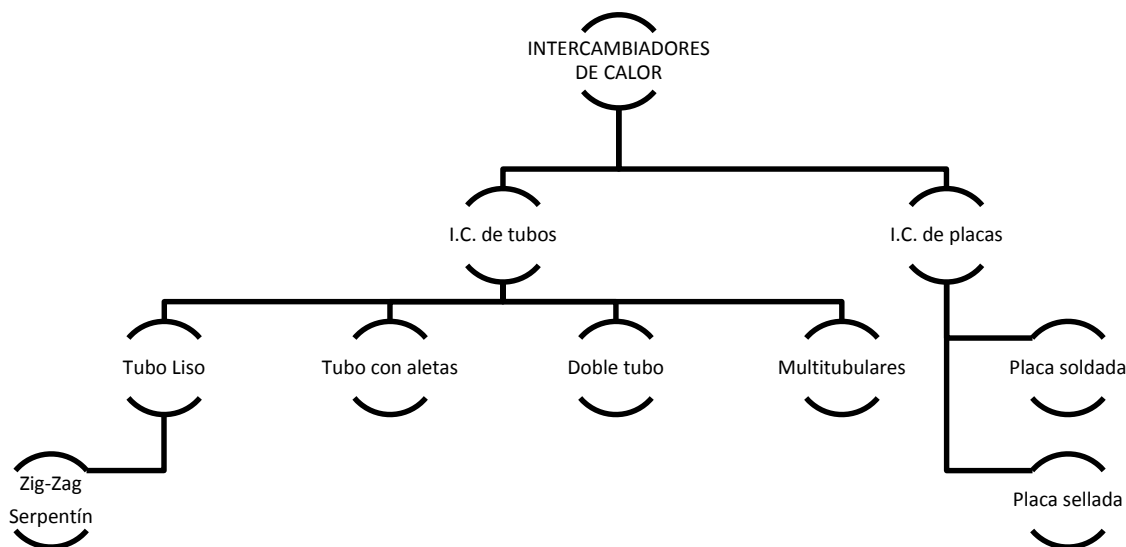 INTERCAMBIADORES
DE CALOR
I.C. de tubos
I.C. de placas
Tubo Liso
Tubo con aletas
Doble tubo
Multitubulares
Placa soldada
Zig-Zag
Serpentín
Placa sellada